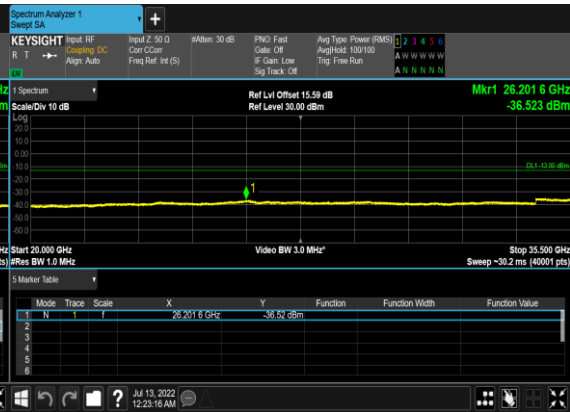 Spectrum Analyzer 1
Swept SA
+
KEYSIGHT Input: RF Input Z: 50 Ω #Atten: 30 dB PNO: Fast Avg Type: Power (RMS) 1 2 3 4 5 6
R T Coupling: DC Corr CCorr Gate: Off Avg|Hold: 100/100 A W W W W W
Align: Auto Freq Ref: Int (S) IF Gain: Low Trig: Free Run
Sig Track: Off A N N N N N
1 Spectrum
Ref Lvl Offset 15.59 dB Mkr1 26.201 6 GHz
Scale/Div 10 dB Ref Level 30.00 dBm -36.523 dBm
Log
20.0
10.0
0.00
-10.0 DL1 -13.00 dBm
-20.0
-30.0 1
-40.0
-50.0
-60.0
Start 20.000 GHz Video BW 3.0 MHz* Stop 35.500 GHz
#Res BW 1.0 MHz Sweep ~30.2 ms (40001 pts)
5 Marker Table
Mode Trace Scale X Y Function Function Width Function Value
1 N 1 f 26.201 6 GHz -36.52 dBm
2
3
4
5
6
? Jul 13, 2022
12:23:16 AM